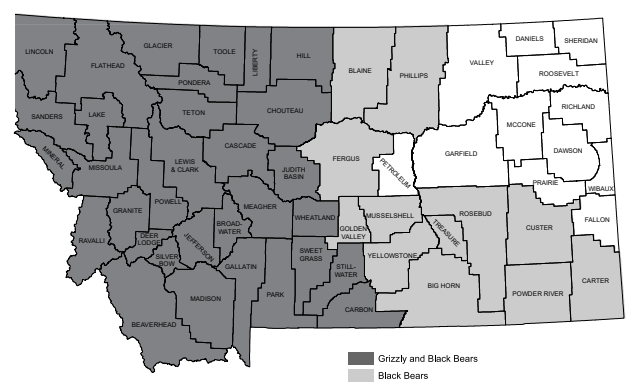 LINCOLN
FLATHEAD
GLACIER
TOOLE
LIBERTY
HILL
BLAINE
PHILLIPS
VALLEY
DANIELS
SHERIDAN
ROOSEVELT
PONDERA
TETON
CHOUTEAU
SANDERS
LAKE
MINERAL
MISSOULA
LEWIS
& CLARK
CASCADE
JUDITH
BASIN
FERGUS
PETROLEUM
GARFIELD
MCCONE
RICHLAND
DAWSON
PRAIRIE
WIBAUX
POWELL
GRANITE
RAVALLI
DEER
LODGE
SILVER
BOW
JEFFERSON
BROAD-
WATER
MEAGHER
WHEATLAND
GOLDEN
VALLEY
MUSSELSHELL
TREASURE
ROSEBUD
CUSTER
FALLON
GALLATIN
PARK
SWEET
GRASS
STILL-
WATER
YELLOWSTONE
BIG HORN
POWDER RIVER
CARTER
BEAVERHEAD
MADISON
CARBON
Grizzly and Black Bears
Black Bears